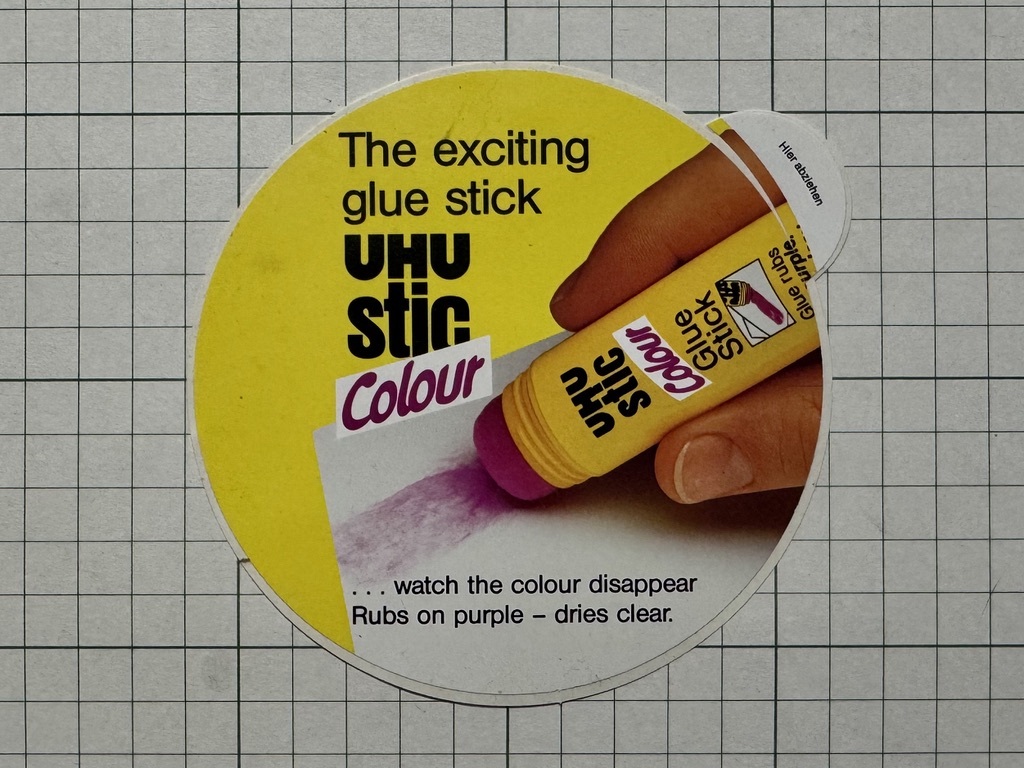 The exciting
glue stick
UHU
stic
Colour
Hier abziehen
UHU
stic
Colour
Glue
Stick
Glue rubs
. . . watch the colour disappear
Rubs on purple – dries clear.